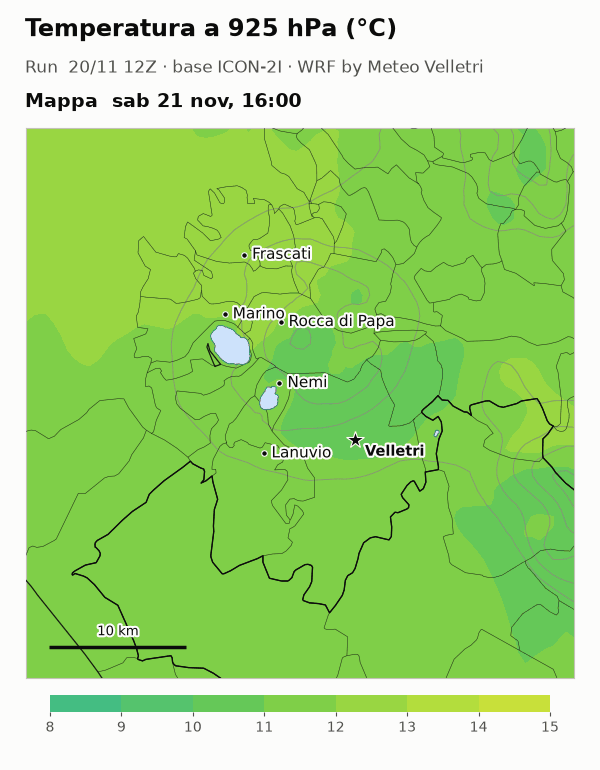 Temperatura a 925 hPa (°C)
Run  20/11 12Z · base ICON-2I · WRF by Meteo Velletri
Mappa  sab 21 nov, 16:00
Frascati
Marino
Rocca di Papa
Nemi
Velletri
Lanuvio
10 km
8 9 10 11 12 13 14 15